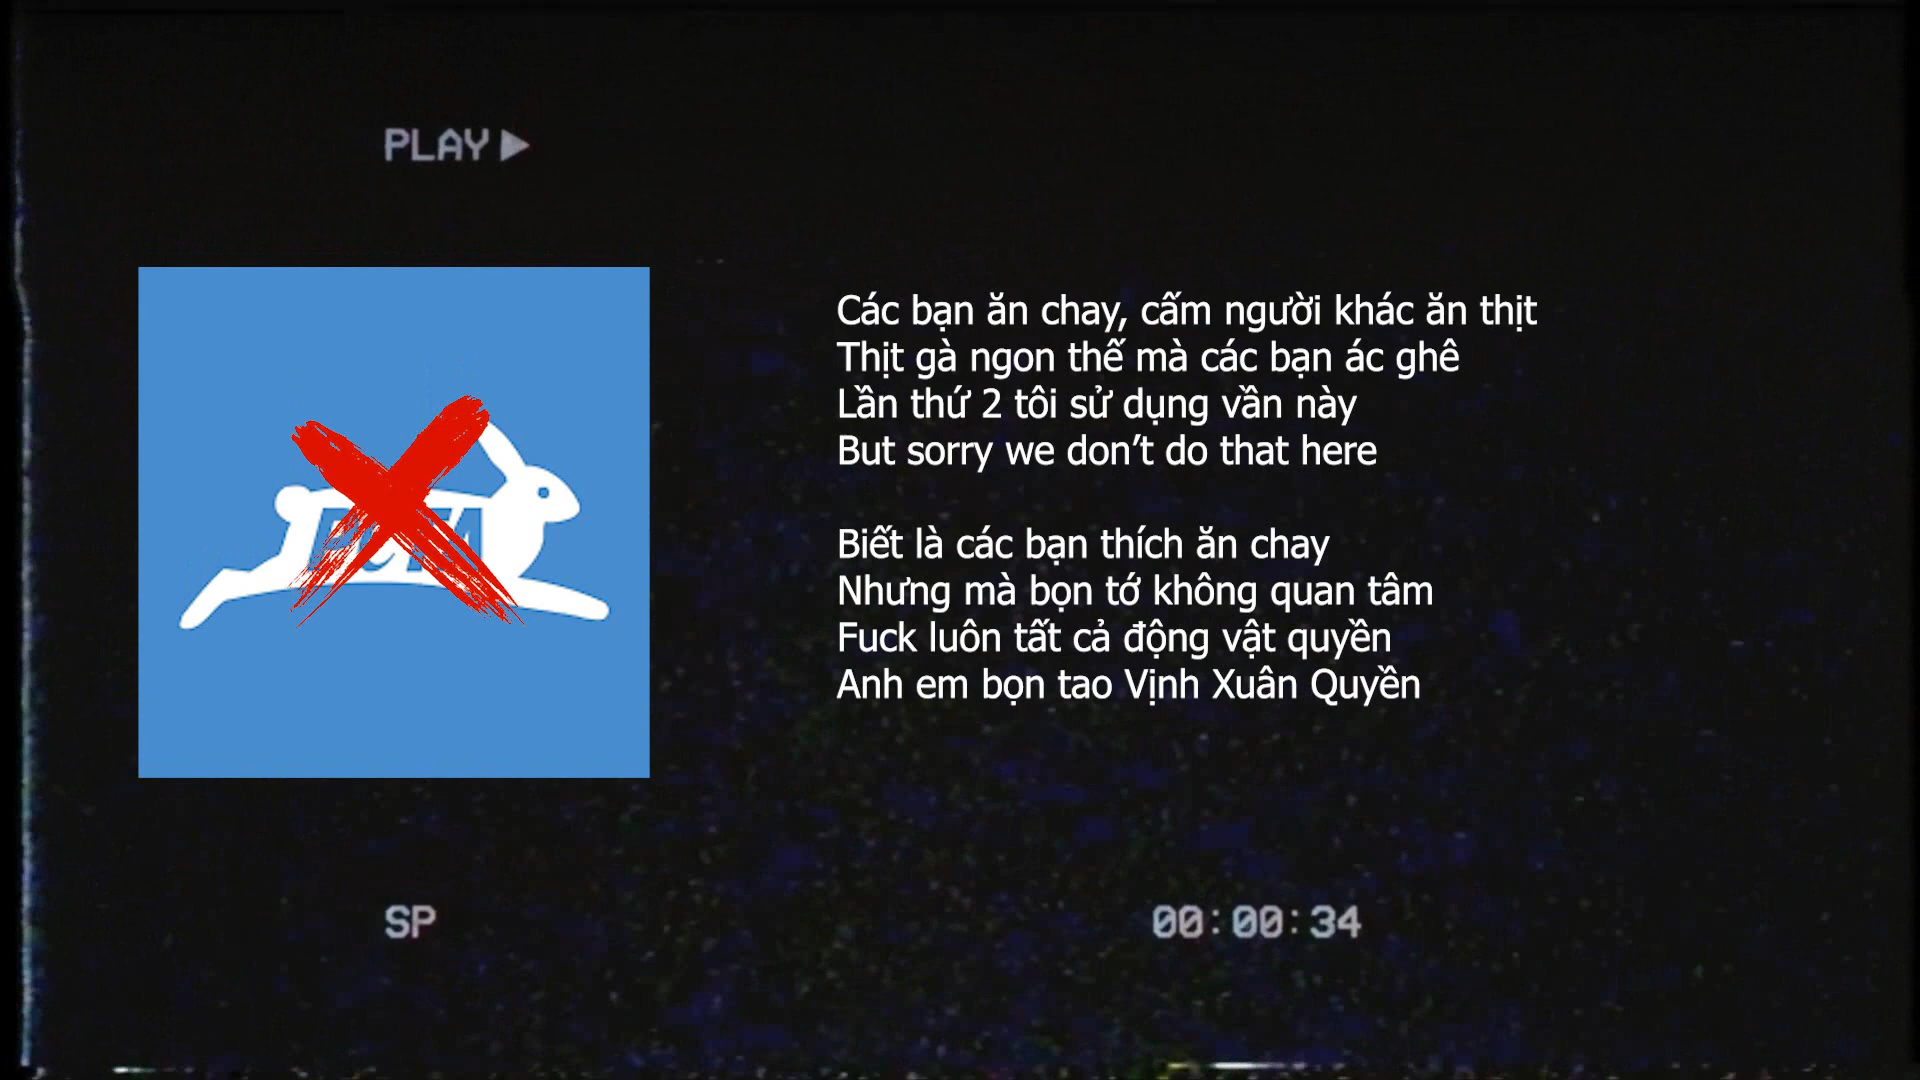 PLAY
PETA
Các bạn ăn chay, cấm người khác ăn thịt
Thịt gà ngon thế mà các bạn ác ghê
Lần thứ 2 tôi sử dụng vần này
But sorry we don’t do that here
Biết là các bạn thích ăn chay
Nhưng mà bọn tớ không quan tâm
Fuck luôn tất cả động vật quyền
Anh em bọn tao Vịnh Xuân Quyền
SP
00:00:34